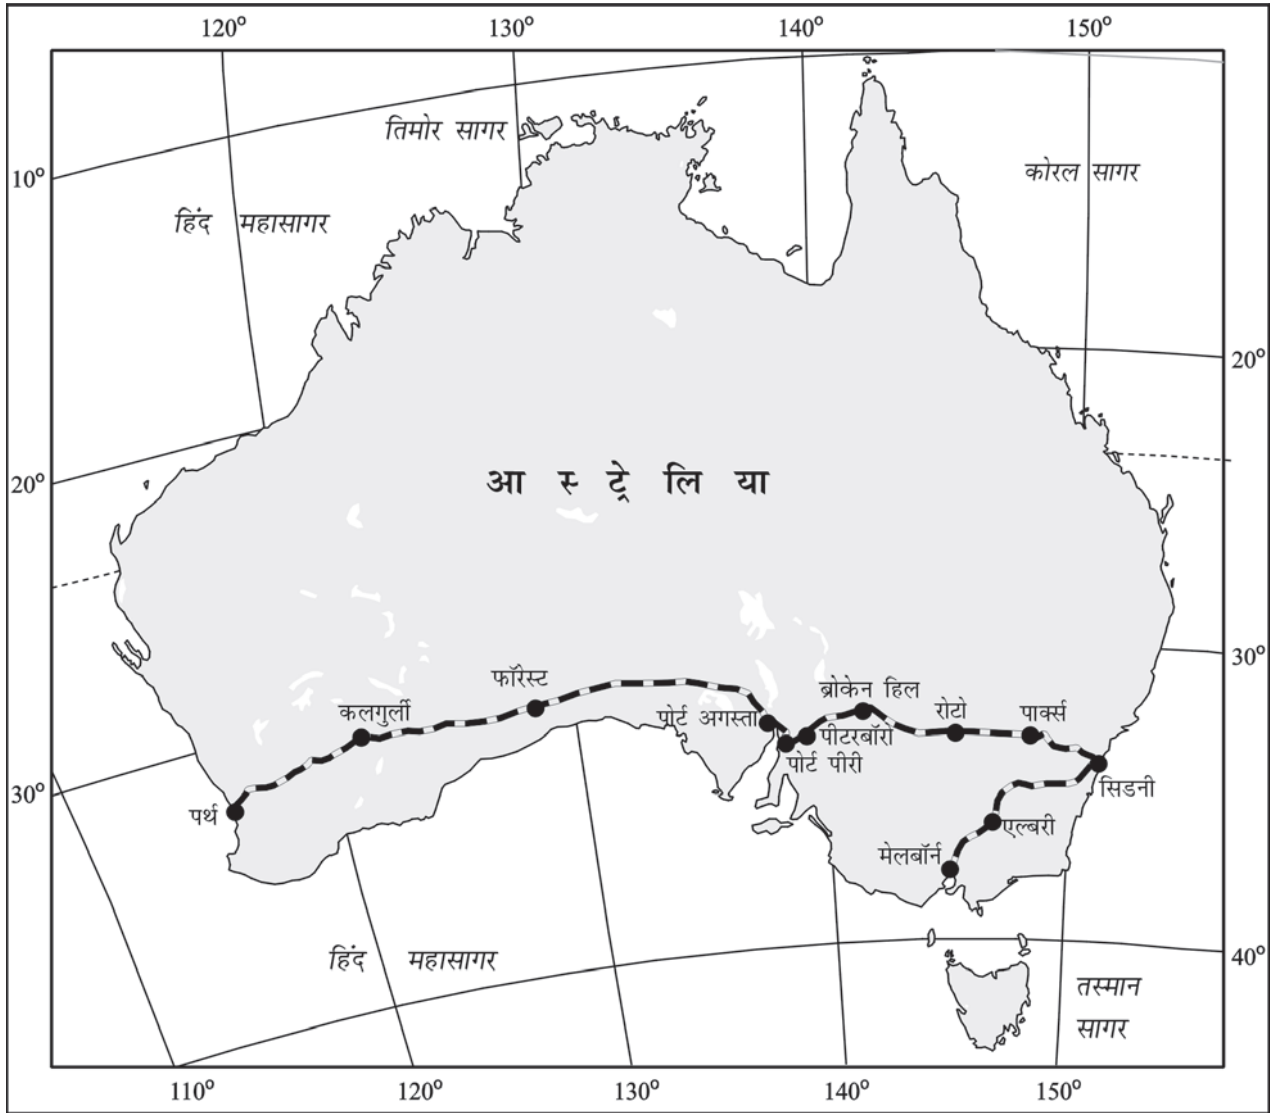 120° 130° 140° 150°
तिमोर सागर
कोरल सागर
10°
हिंद महासागर
20°
आ स्ट्रे लि या
20°
30°
फॉरेस्ट
ब्रोकेन हिल
कलगुर्ली
पोर्ट अगस्ता
रोटो
पार्क्स
पीटरबॉरो
पोर्ट पीरी
सिडनी
30°
पर्थ
एल्बरी
मेलबॉर्न
हिंद महासागर
40°
तस्मान
सागर
110° 120° 130° 140° 150°